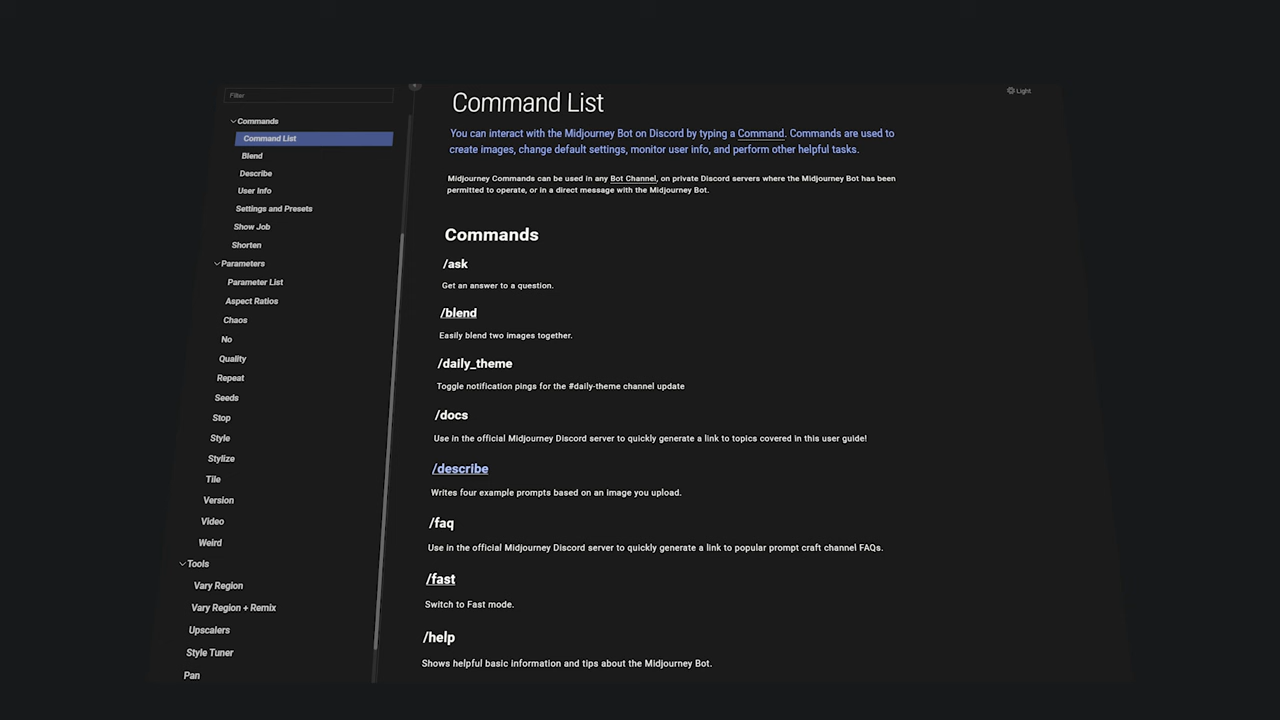 Filter
Commands
Command List
Blend
Describe
User Info
Settings and Presets
Show Job
Shorten
Parameters
Parameter List
Aspect Ratios
Chaos
No
Quality
Repeat
Seeds
Stop
Style
Stylize
Tile
Version
Video
Weird
Tools
Vary Region
Vary Region + Remix
Upscalers
Style Tuner
Pan
Light
Command List
You can interact with the Midjourney Bot on Discord by typing a Command. Commands are used to
create images, change default settings, monitor user info, and perform other helpful tasks.
Midjourney Commands can be used in any Bot Channel, on private Discord servers where the Midjourney Bot has been
permitted to operate, or in a direct message with the Midjourney Bot.
Commands
/ask
Get an answer to a question.
/blend
Easily blend two images together.
/daily_theme
Toggle notification pings for the #daily-theme channel update
/docs
Use in the official Midjourney Discord server to quickly generate a link to topics covered in this user guide!
/describe
Writes four example prompts based on an image you upload.
/faq
Use in the official Midjourney Discord server to quickly generate a link to popular prompt craft channel FAQs.
/fast
Switch to Fast mode.
/help
Shows helpful basic information and tips about the Midjourney Bot.